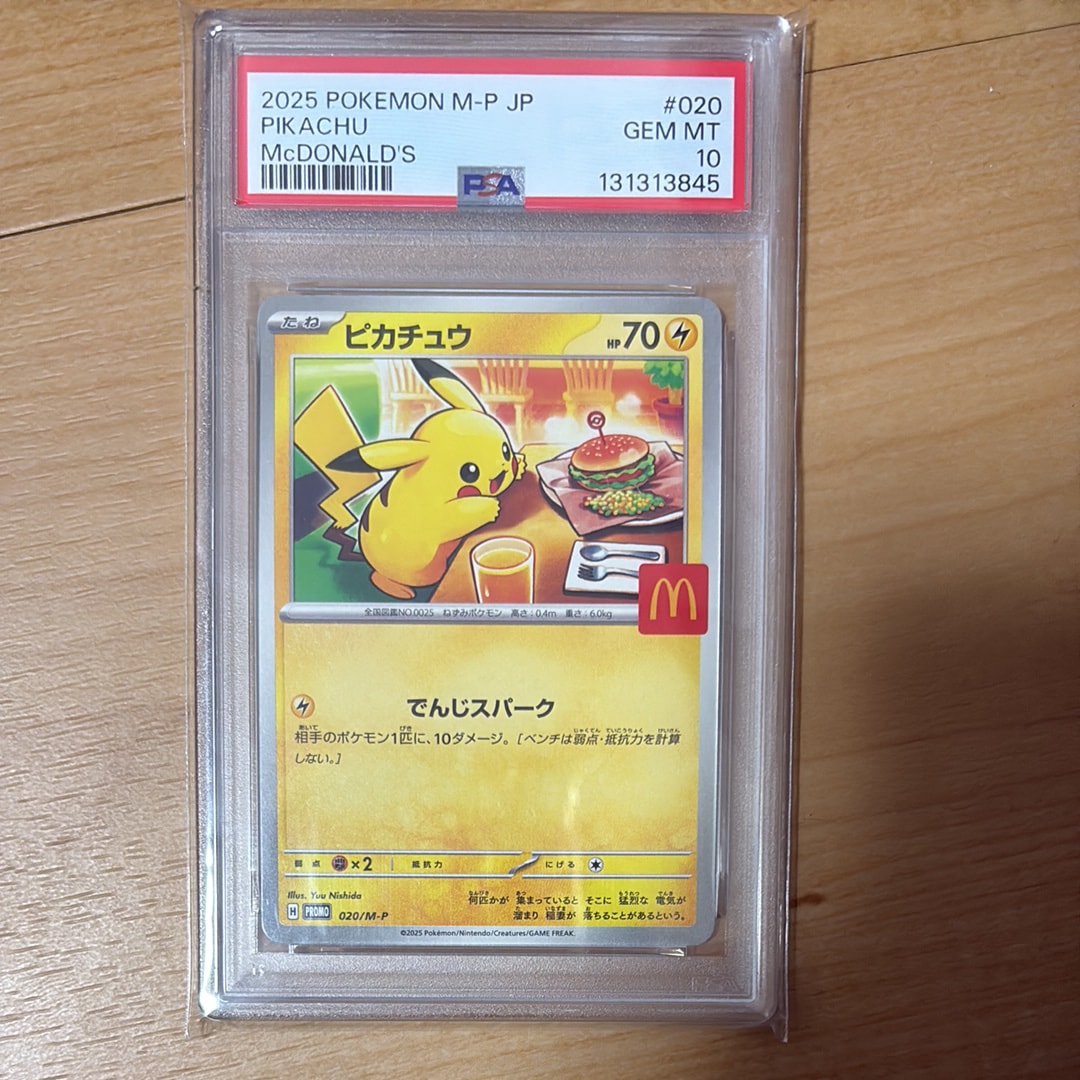 2025 POKEMON M-P JP #020
PIKACHU GEM MT
McDONALD'S 10
PSA 131313845
たね ピカチュウ HP70
全国図鑑NO.0025 ねずみポケモン 高さ:0.4m 重さ:6.0kg
でんじスパーク
相手のポケモン1匹に、10ダメージ。[ベンチは弱点・抵抗力を計算
しない。]
弱点 ×2 抵抗力 にげる
Illus. Yuu Nishida
何匹かが 集まっていると そこに 猛烈な 電気が
溜まり 稲妻が 落ちることがあるという。
H PROMO 020/M-P
©2025 Pokémon/Nintendo/Creatures/GAME FREAK.